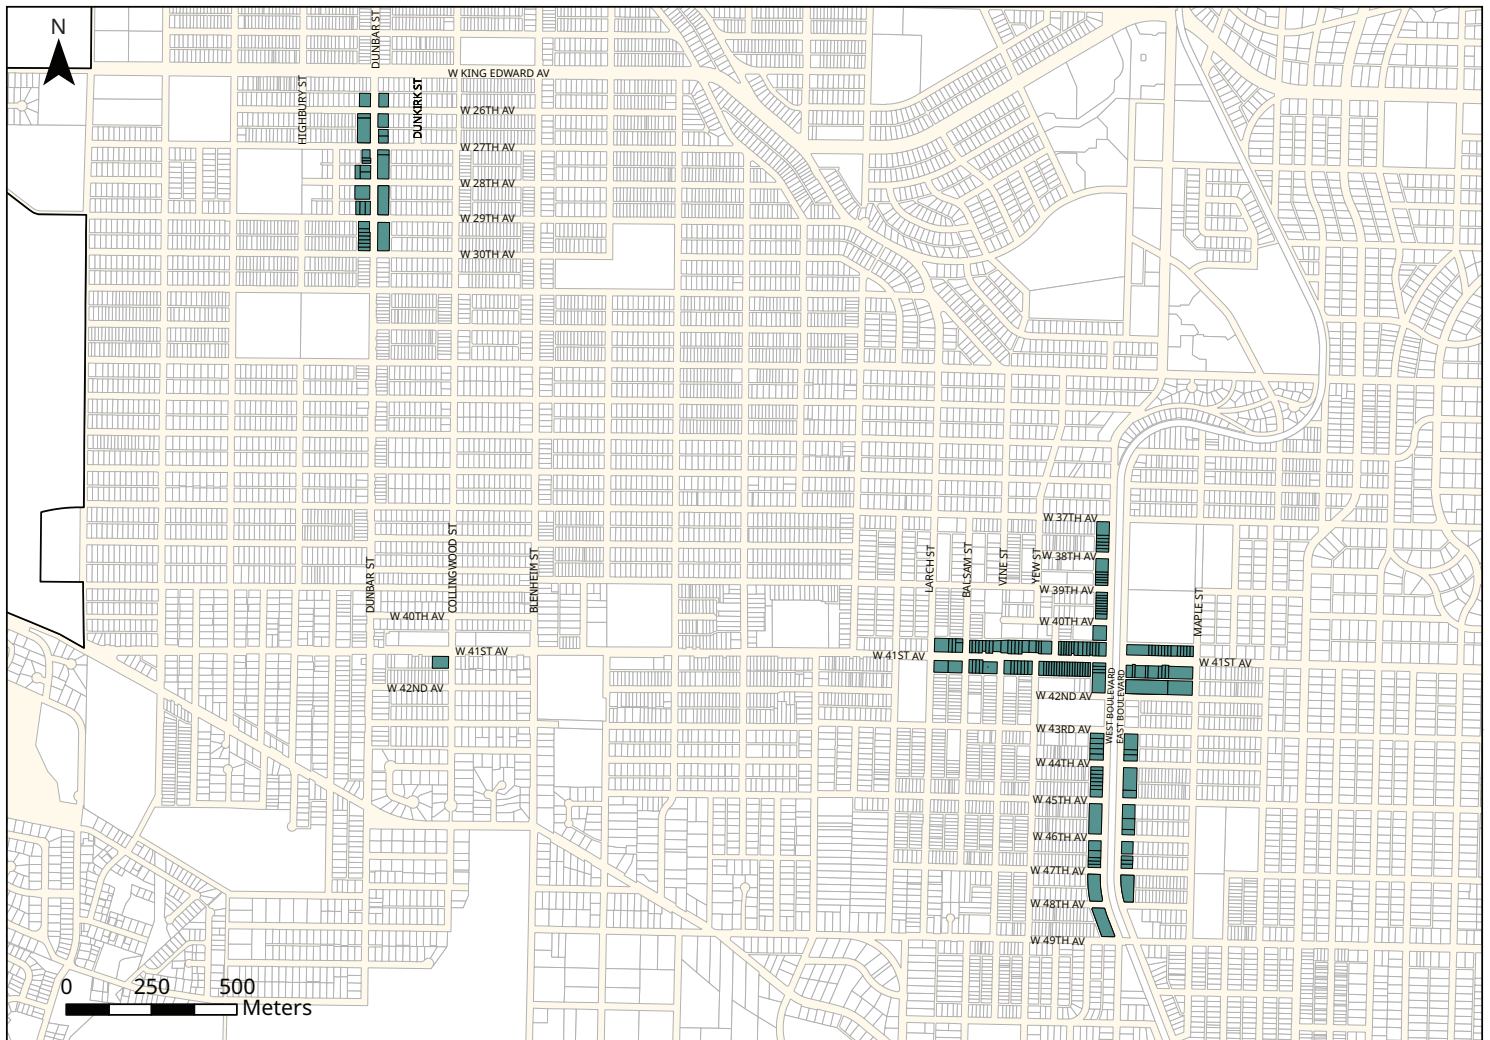 N
DUNBAR ST
W KING EDWARD AV
HIGHBURY ST
DUNKIRK ST
W 26TH AV
W 27TH AV
W 28TH AV
W 29TH AV
W 30TH AV
W 37TH AV
DUNBAR ST
COLLINGWOOD ST
BLENHEIM ST
LARCH ST
BALSAM ST
VINE ST
YEW ST
W 38TH AV
W 39TH AV
MAPLE ST
W 40TH AV
W 40TH AV
W 41ST AV
W 41ST AV
W 41ST AV
W 42ND AV
W 42ND AV
WEST BOULEVARD
EAST BOULEVARD
W 43RD AV
W 44TH AV
W 45TH AV
W 46TH AV
W 47TH AV
W 48TH AV
W 49TH AV
0 250 500
Meters